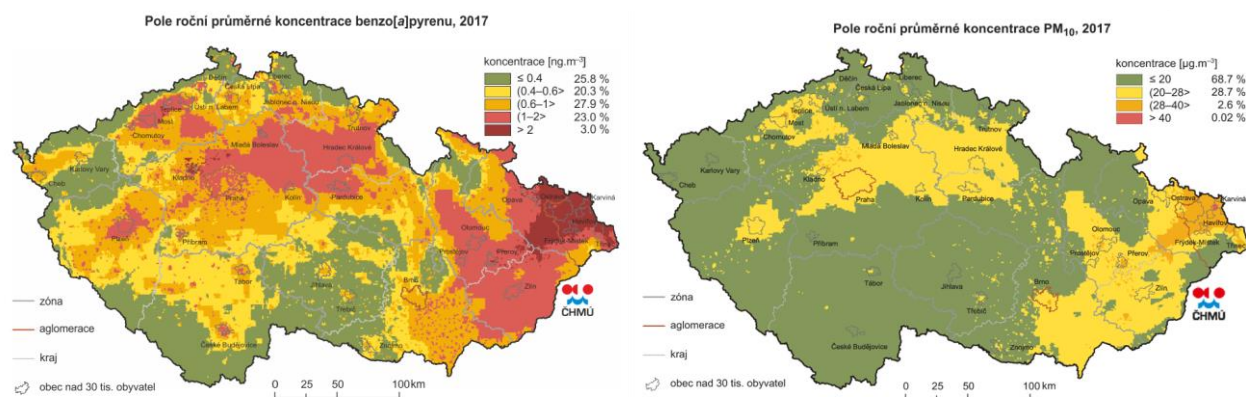 Pole roční průměrné koncentrace benzo[a]pyrenu, 2017
koncentrace [ng.m⁻³]
≤ 0.4 25.8 %
(0.4–0.6> 20.3 %
(0.6–1> 27.9 %
(1–2> 23.0 %
> 2 3.0 %
Děčín
Liberec
Česká Lípa
Teplice
Ústí n. Labem
Jablonec n. Nisou
Most
Chomutov
Trutnov
Mladá Boleslav
Karlovy Vary
Hradec Králové
Cheb
Kladno
Praha
Kolín
Pardubice
Opava
Karviná
Plzeň
Příbram
Olomouc
Frýdek-Místek
Přerov
Prostějov
Tábor
Jihlava
Brno
Zlín
Třebíč
České Budějovice
Znojmo
zóna
aglomerace
kraj
obec nad 30 tis. obyvatel
0 25 50 100 km
ČHMÚ
Pole roční průměrné koncentrace PM₁₀, 2017
koncentrace [µg.m⁻³]
≤ 20 68.7 %
(20–28> 28.7 %
(28–40> 2.6 %
> 40 0.02 %
Děčín
Liberec
Česká Lípa
Teplice
Ústí n. Labem
Jablonec n. Nisou
Most
Chomutov
Trutnov
Mladá Boleslav
Karlovy Vary
Hradec Králové
Cheb
Kladno
Praha
Kolín
Pardubice
Opava
Ostrava
Karviná
Havířov
Plzeň
Příbram
Olomouc
Frýdek-Místek
Prostějov
Přerov
Tábor
Jihlava
Brno
Zlín
Třebíč
České Budějovice
Znojmo
zóna
aglomerace
kraj
obec nad 30 tis. obyvatel
0 25 50 100 km
ČHMÚ